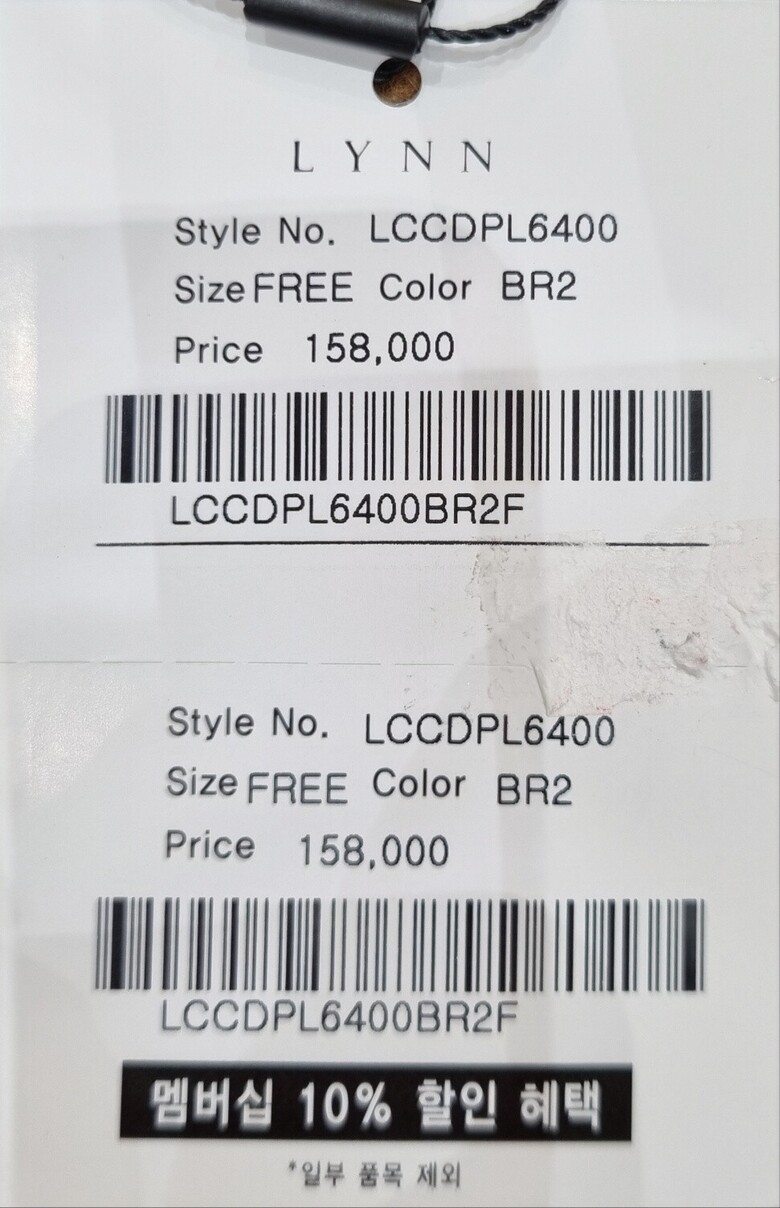 LYNN
Style No. LCCDPL6400
Size FREE Color BR2
Price 158,000
LCCDPL6400BR2F
Style No. LCCDPL6400
Size FREE Color BR2
Price 158,000
LCCDPL6400BR2F
멤버십 10% 할인 혜택
*일부 품목 제외